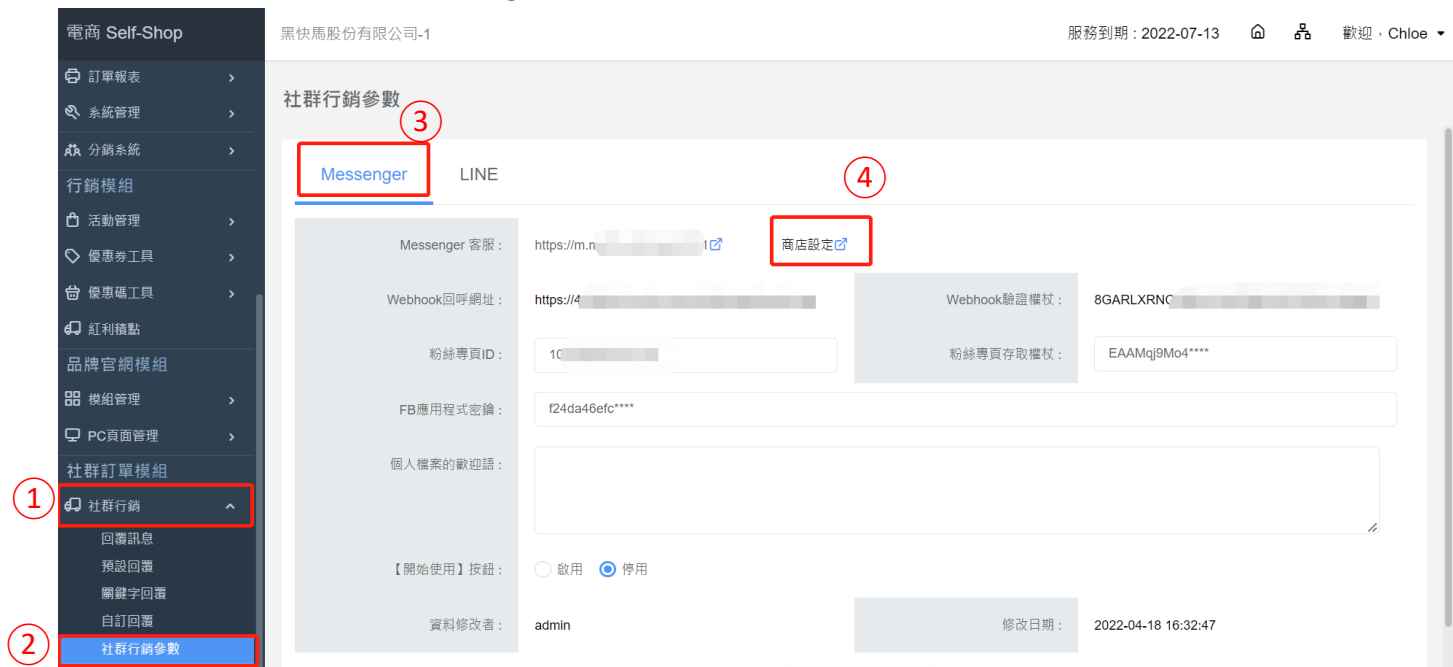 電商 Self-Shop
黑快馬股份有限公司-1
服務到期 : 2022-07-13
歡迎，Chloe
訂單報表
系統管理
分銷系統
行銷模組
活動管理
優惠券工具
優惠碼工具
紅利積點
品牌官網模組
模組管理
PC頁面管理
社群訂單模組
① 社群行銷
回覆訊息
預設回覆
關鍵字回覆
自訂回覆
② 社群行銷參數
社群行銷參數
③
Messenger
LINE
④
Messenger 客服 :
https://m.
商店設定
Webhook回呼網址 :
https://4
Webhook驗證權杖 :
8GARLXRN
粉絲專頁ID :
10
粉絲專頁存取權杖 :
EAAMqj9Mo4****
FB應用程式密鑰 :
f24da46efc****
個人檔案的歡迎語 :
【開始使用】按鈕 :
啟用
停用
資料修改者 :
admin
修改日期 :
2022-04-18 16:32:47